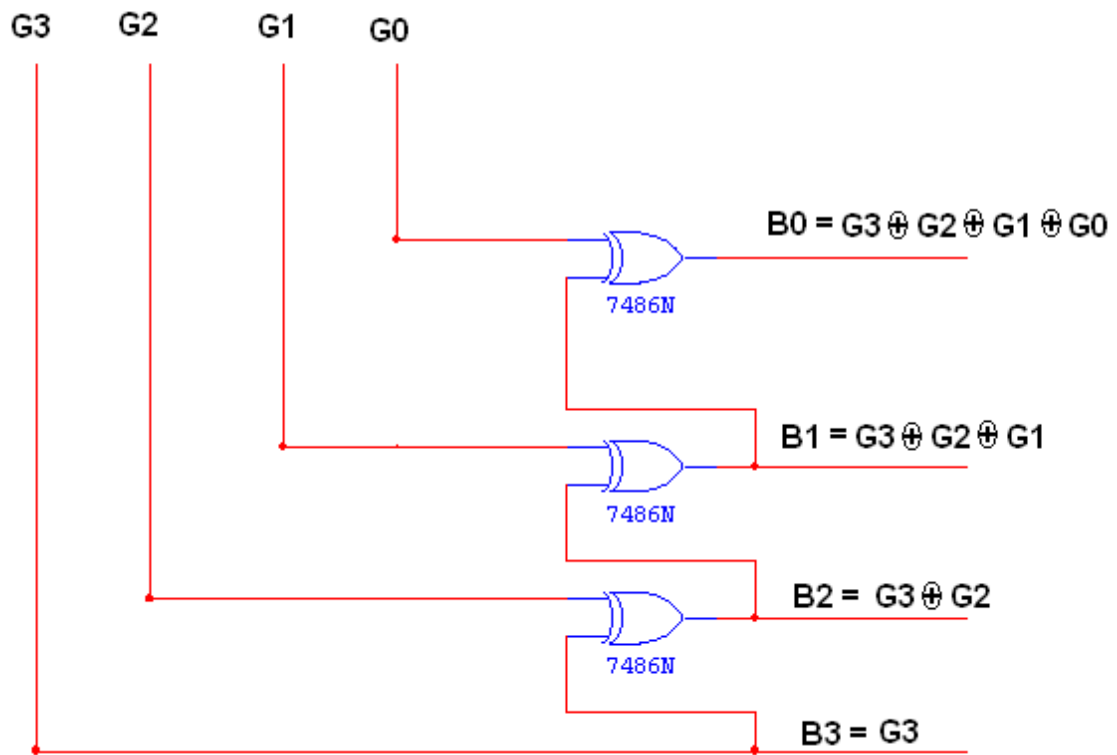 G3 G2 G1 G0
B0 = G3 ⊕ G2 ⊕ G1 ⊕ G0
7486N
B1 = G3 ⊕ G2 ⊕ G1
7486N
B2 = G3 ⊕ G2
7486N
B3 = G3